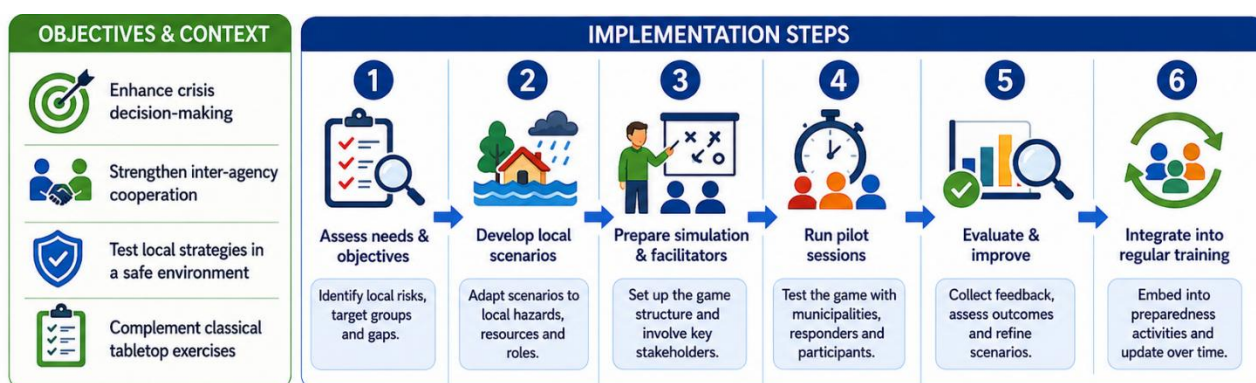 OBJECTIVES & CONTEXT
Enhance crisis
decision-making
Strengthen inter-agency
cooperation
Test local strategies in
a safe environment
Complement classical
tabletop exercises
IMPLEMENTATION STEPS
1
Assess needs &
objectives
Identify local risks,
target groups
and gaps.
2
Develop local
scenarios
Adapt scenarios to
local hazards,
resources and
roles.
3
Prepare simulation
& facilitators
Set up the game
structure and
involve key
stakeholders.
4
Run pilot
sessions
Test the game with
municipalities,
responders and
participants.
5
Evaluate &
improve
Collect feedback,
assess outcomes
and refine
scenarios.
6
Integrate into
regular training
Embed into
preparedness
activities and
update over time.